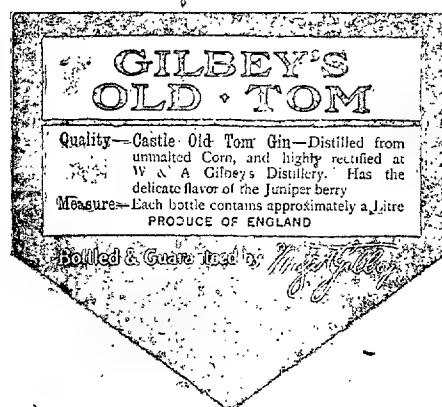 GILBEY'S
OLD · TOM
Quality—Castle Old Tom Gin—Distilled from
unmalted Corn, and highly rectified at
W & A Gilbeys Distillery. Has the
delicate flavor of the Juniper berry
Measure—Each bottle contains approximately a Litre
PRODUCE OF ENGLAND
Bottled & Guaranteed by